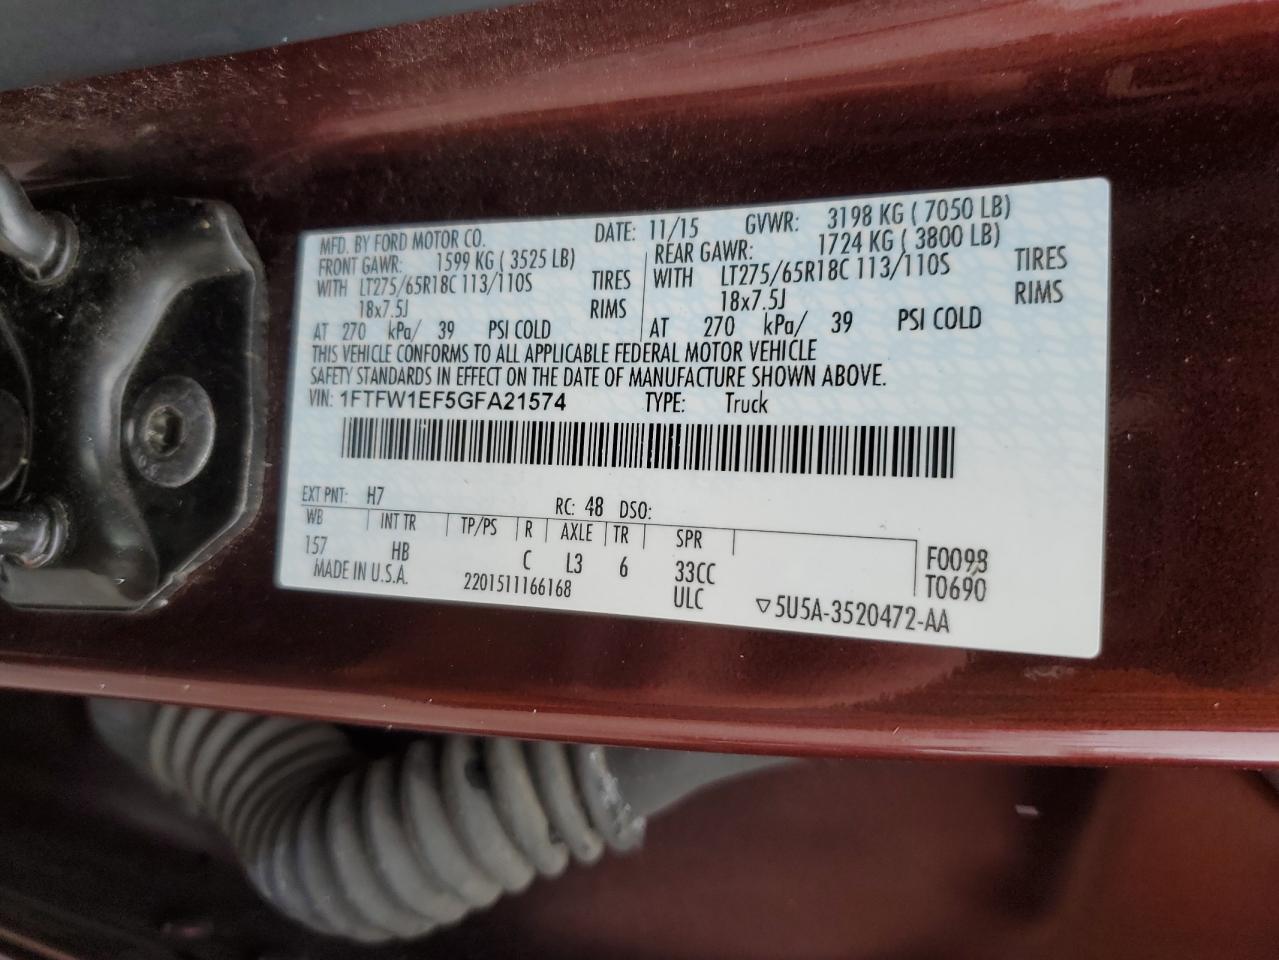 MFD. BY FORD MOTOR CO. DATE: 11/15 GVWR: 3198 KG ( 7050 LB)
FRONT GAWR: 1599 KG ( 3525 LB) REAR GAWR: 1724 KG ( 3800 LB)
WITH LT275/65R18C 113/110S TIRES WITH LT275/65R18C 113/110S TIRES
18x7.5J RIMS 18x7.5J RIMS
AT 270 kPa/ 39 PSI COLD AT 270 kPa/ 39 PSI COLD
THIS VEHICLE CONFORMS TO ALL APPLICABLE FEDERAL MOTOR VEHICLE
SAFETY STANDARDS IN EFFECT ON THE DATE OF MANUFACTURE SHOWN ABOVE.
VIN: 1FTFW1EF5GFA21574 TYPE: Truck
EXT PNT: H7 RC: 48 DSO:
WB INT TR TP/PS R AXLE TR SPR
157 HB C L3 6 33CC F0093
MADE IN U.S.A. 2201511166168 ULC T0690
▽5U5A-3520472-AA